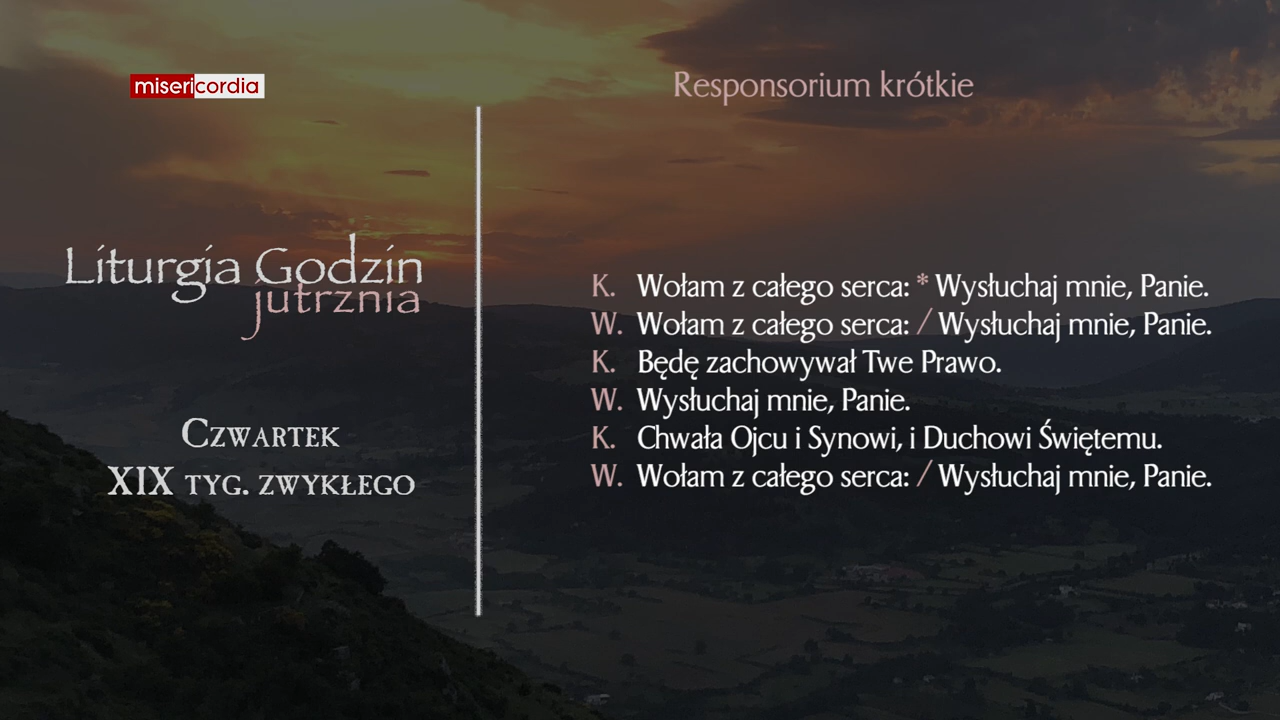 misericordia
Liturgia Godzin
jutrznia
Czwartek
XIX tyg. zwykłego
Responsorium krótkie
K. Wołam z całego serca: * Wysłuchaj mnie, Panie.
W. Wołam z całego serca: / Wysłuchaj mnie, Panie.
K. Będę zachowywał Twe Prawo.
W. Wysłuchaj mnie, Panie.
K. Chwała Ojcu i Synowi, i Duchowi Świętemu.
W. Wołam z całego serca: / Wysłuchaj mnie, Panie.